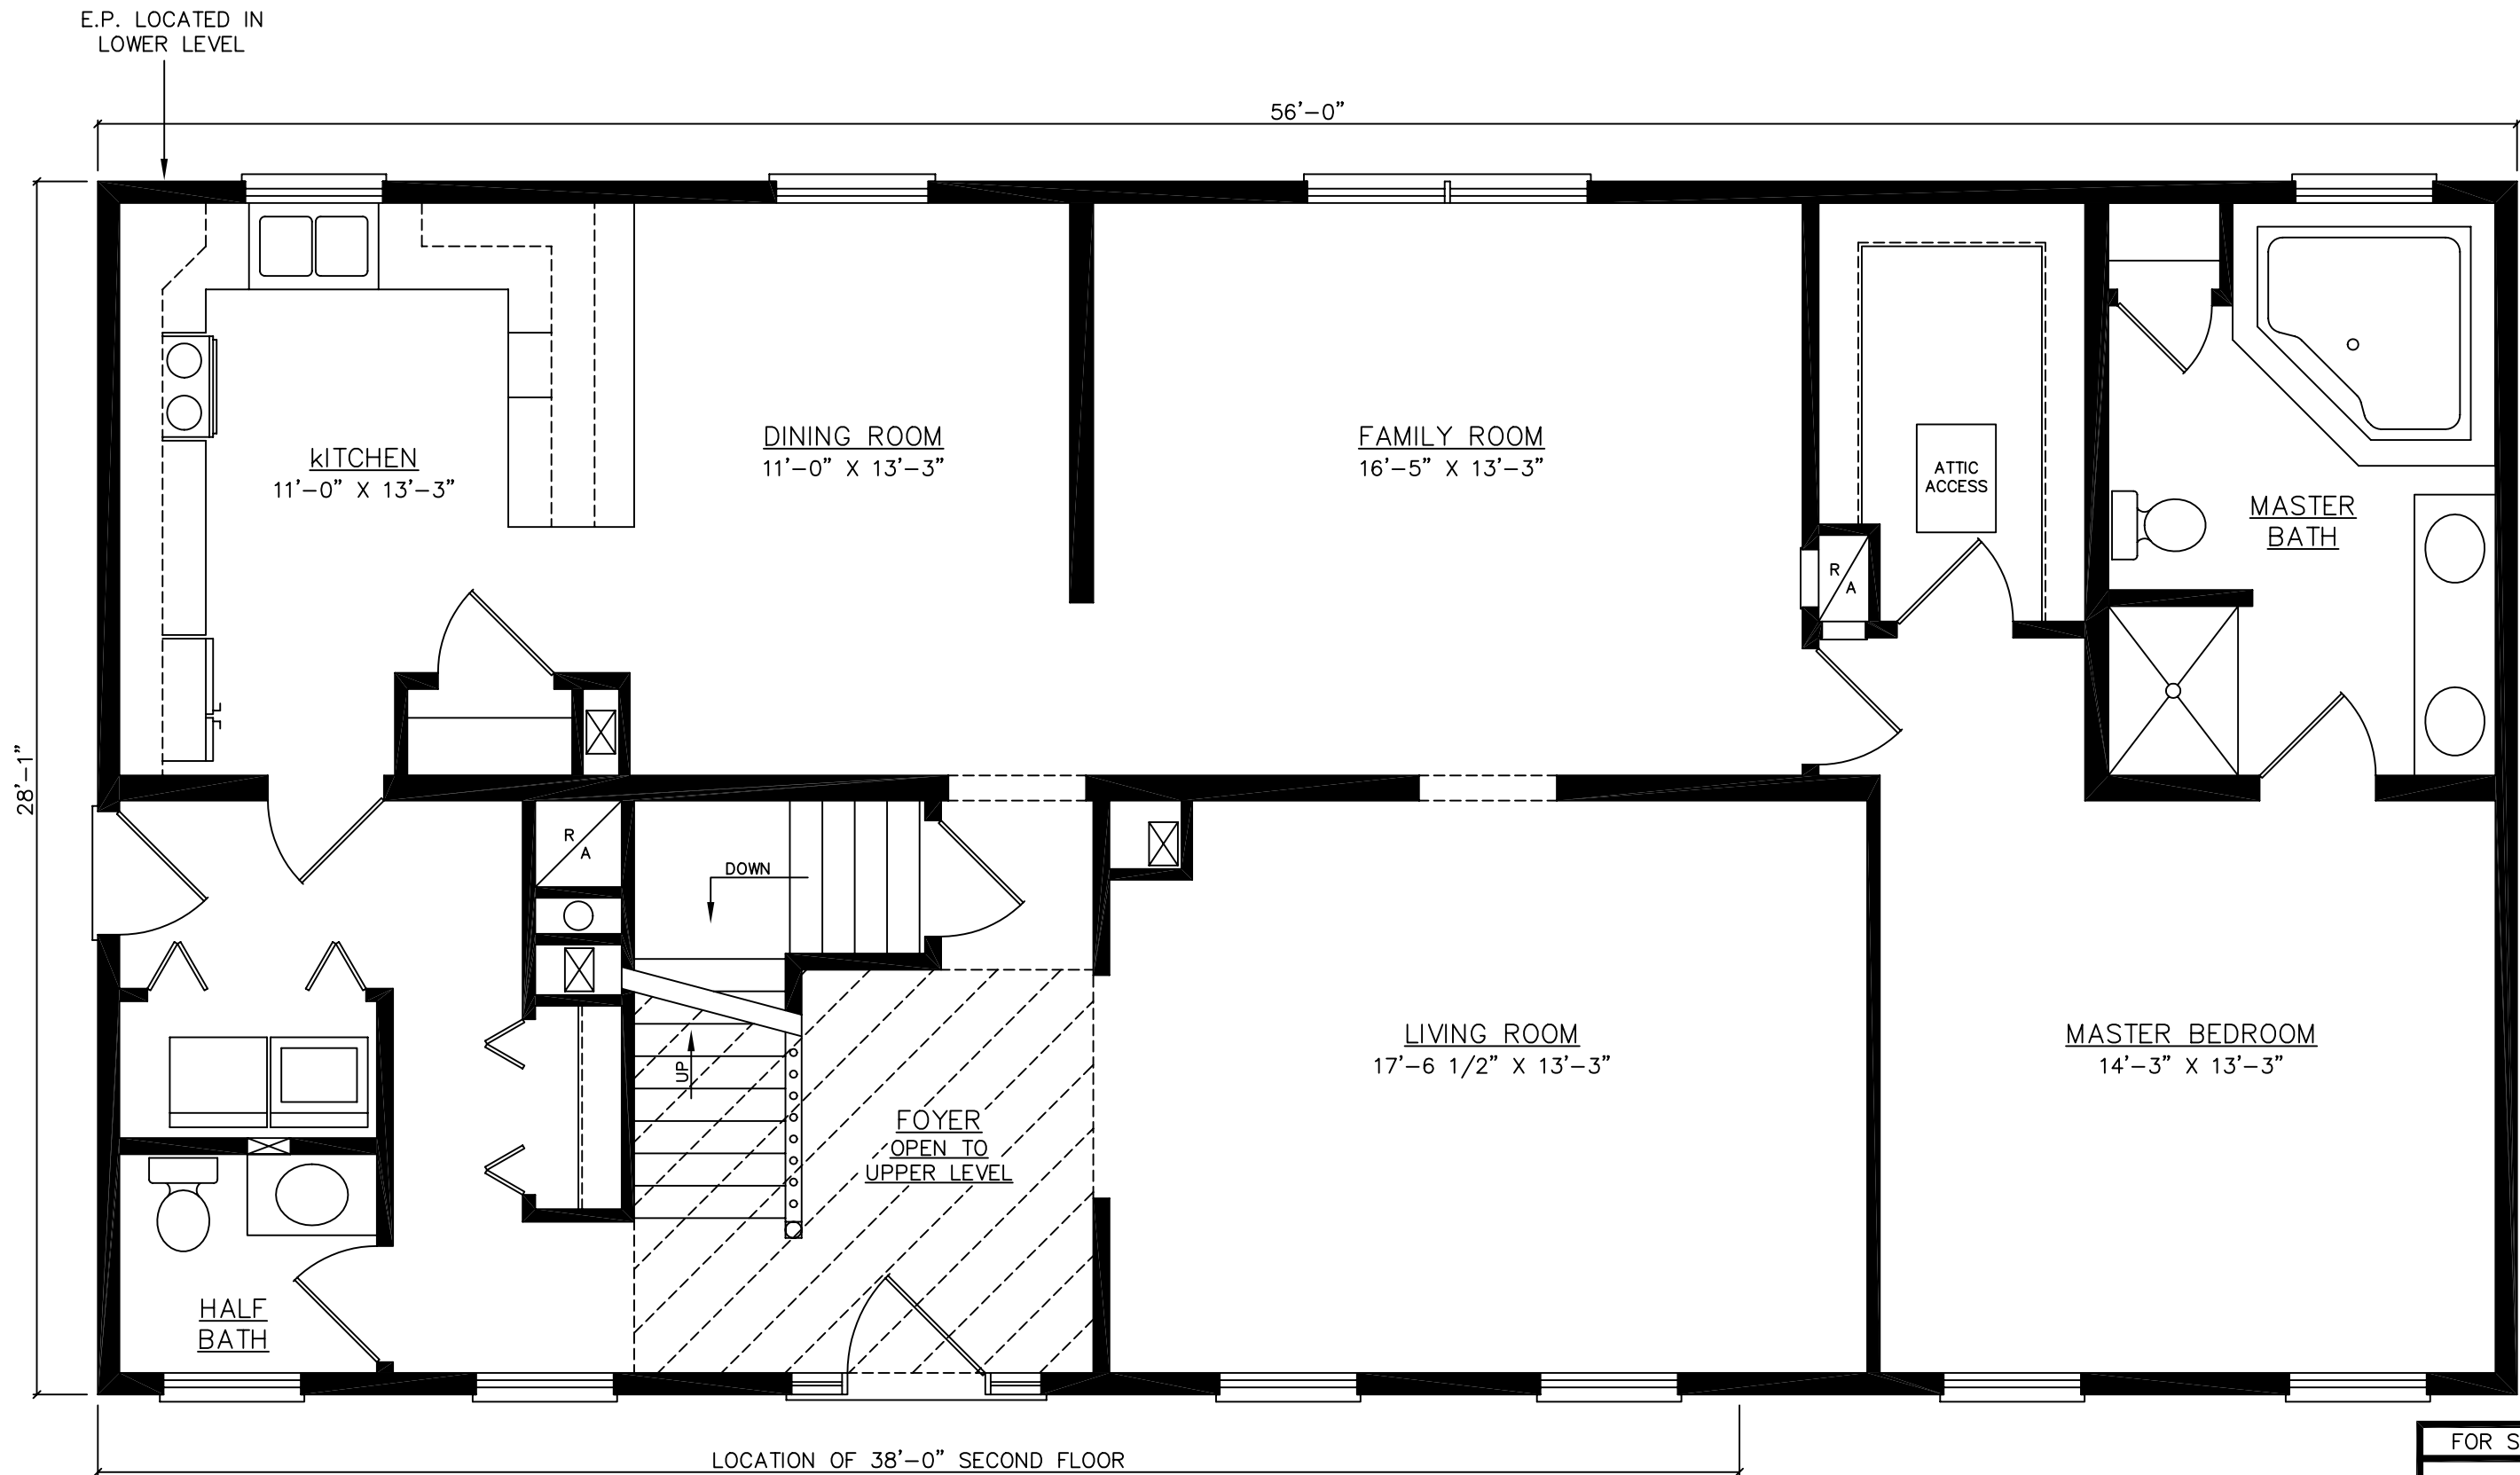 E.P. LOCATED IN
LOWER LEVEL
56'-0"
28'-1"
kITCHEN
11'-0" X 13'-3"
DINING ROOM
11'-0" X 13'-3"
FAMILY ROOM
16'-5" X 13'-3"
ATTIC
ACCESS
MASTER
BATH
R
A
R
A
DOWN
UP
FOYER
OPEN TO
UPPER LEVEL
LIVING ROOM
17'-6 1/2" X 13'-3"
MASTER BEDROOM
14'-3" X 13'-3"
HALF
BATH
LOCATION OF 38'-0" SECOND FLOOR
FOR S